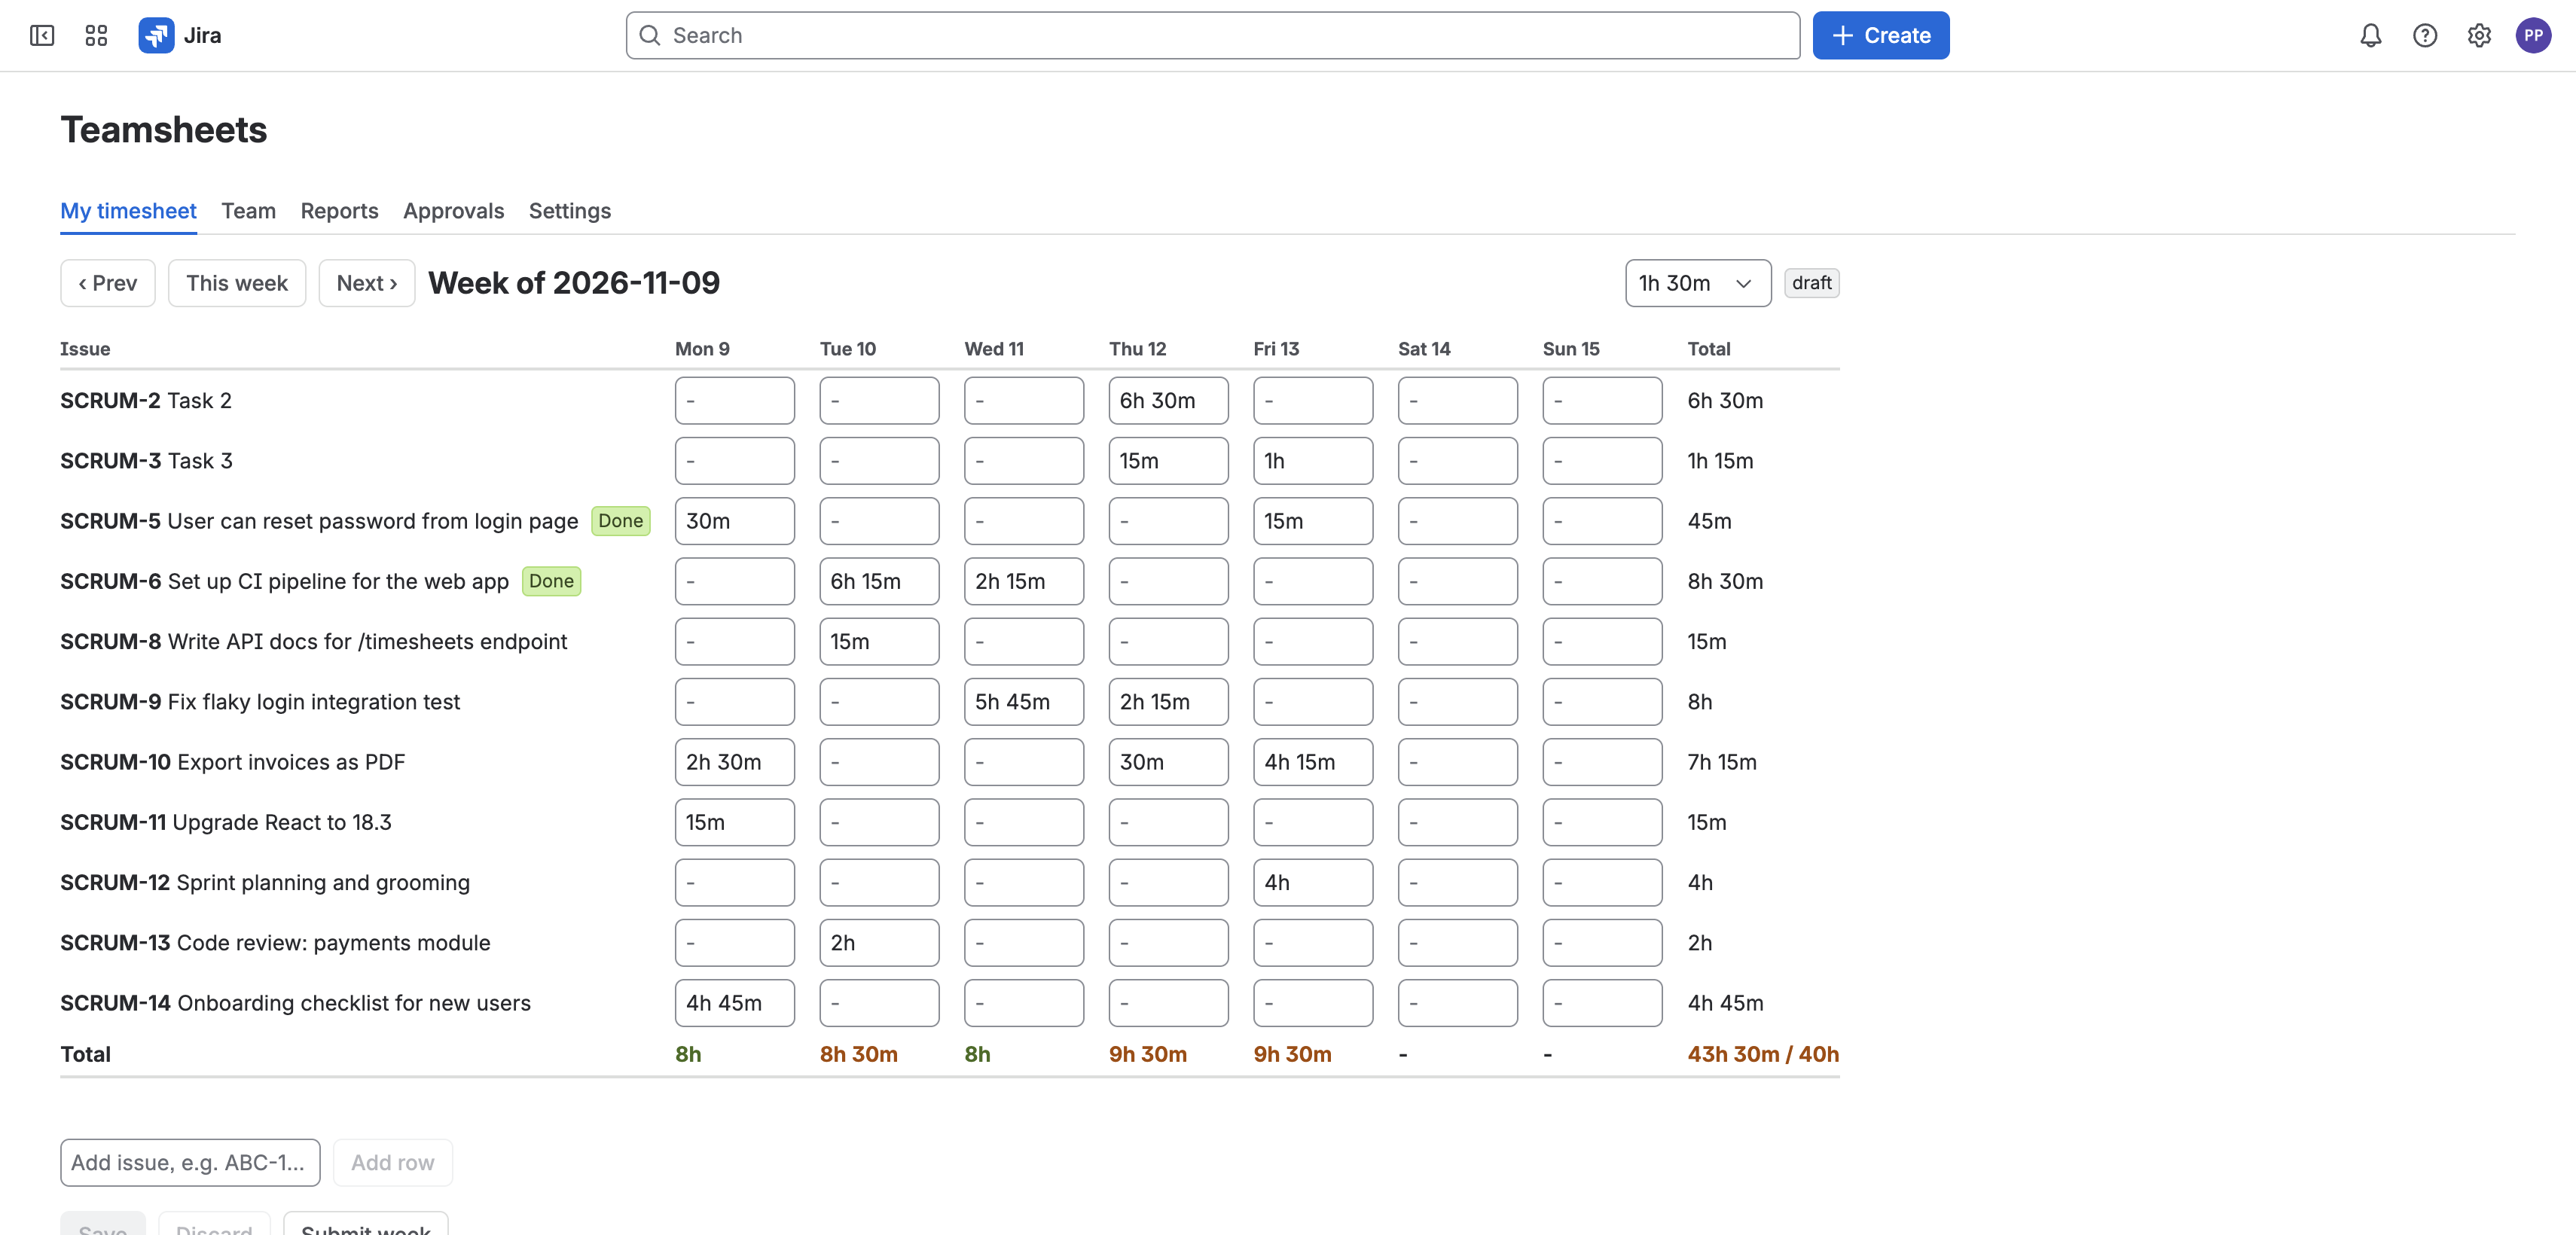 Jira
Search
+ Create
PP
Teamsheets
My timesheet Team Reports Approvals Settings
‹ Prev This week Next › Week of 2026-11-09 1h 30m draft
Issue Mon 9 Tue 10 Wed 11 Thu 12 Fri 13 Sat 14 Sun 15 Total
SCRUM-2 Task 2 - - - 6h 30m - - - 6h 30m
SCRUM-3 Task 3 - - - 15m 1h - - 1h 15m
SCRUM-5 User can reset password from login page Done 30m - - - 15m - - 45m
SCRUM-6 Set up CI pipeline for the web app Done - 6h 15m 2h 15m - - - - 8h 30m
SCRUM-8 Write API docs for /timesheets endpoint - 15m - - - - - 15m
SCRUM-9 Fix flaky login integration test - - 5h 45m 2h 15m - - - 8h
SCRUM-10 Export invoices as PDF 2h 30m - - 30m 4h 15m - - 7h 15m
SCRUM-11 Upgrade React to 18.3 15m - - - - - - 15m
SCRUM-12 Sprint planning and grooming - - - - 4h - - 4h
SCRUM-13 Code review: payments module - 2h - - - - - 2h
SCRUM-14 Onboarding checklist for new users 4h 45m - - - - - - 4h 45m
Total 8h 8h 30m 8h 9h 30m 9h 30m - - 43h 30m / 40h
Add issue, e.g. ABC-1... Add row
Save Discard Submit week